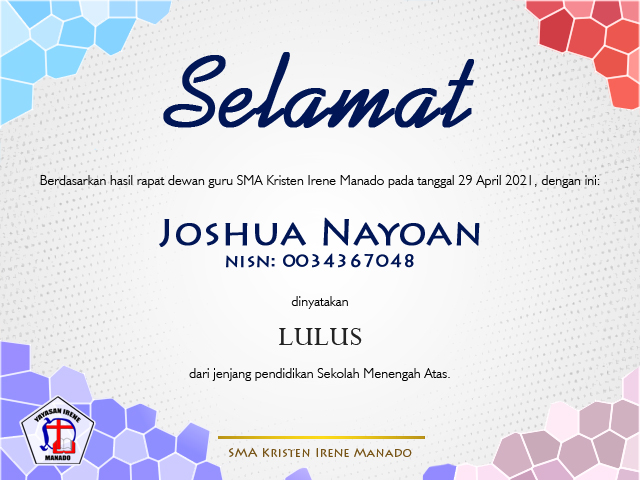 Selamat
Berdasarkan hasil rapat dewan guru SMA Kristen Irene Manado pada tanggal 29 April 2021, dengan ini:
Joshua Nayoan
NISN: 0034367048
dinyatakan
LULUS
dari jenjang pendidikan Sekolah Menengah Atas.
YAYASAN IRENE
MANADO
SMA Kristen Irene Manado